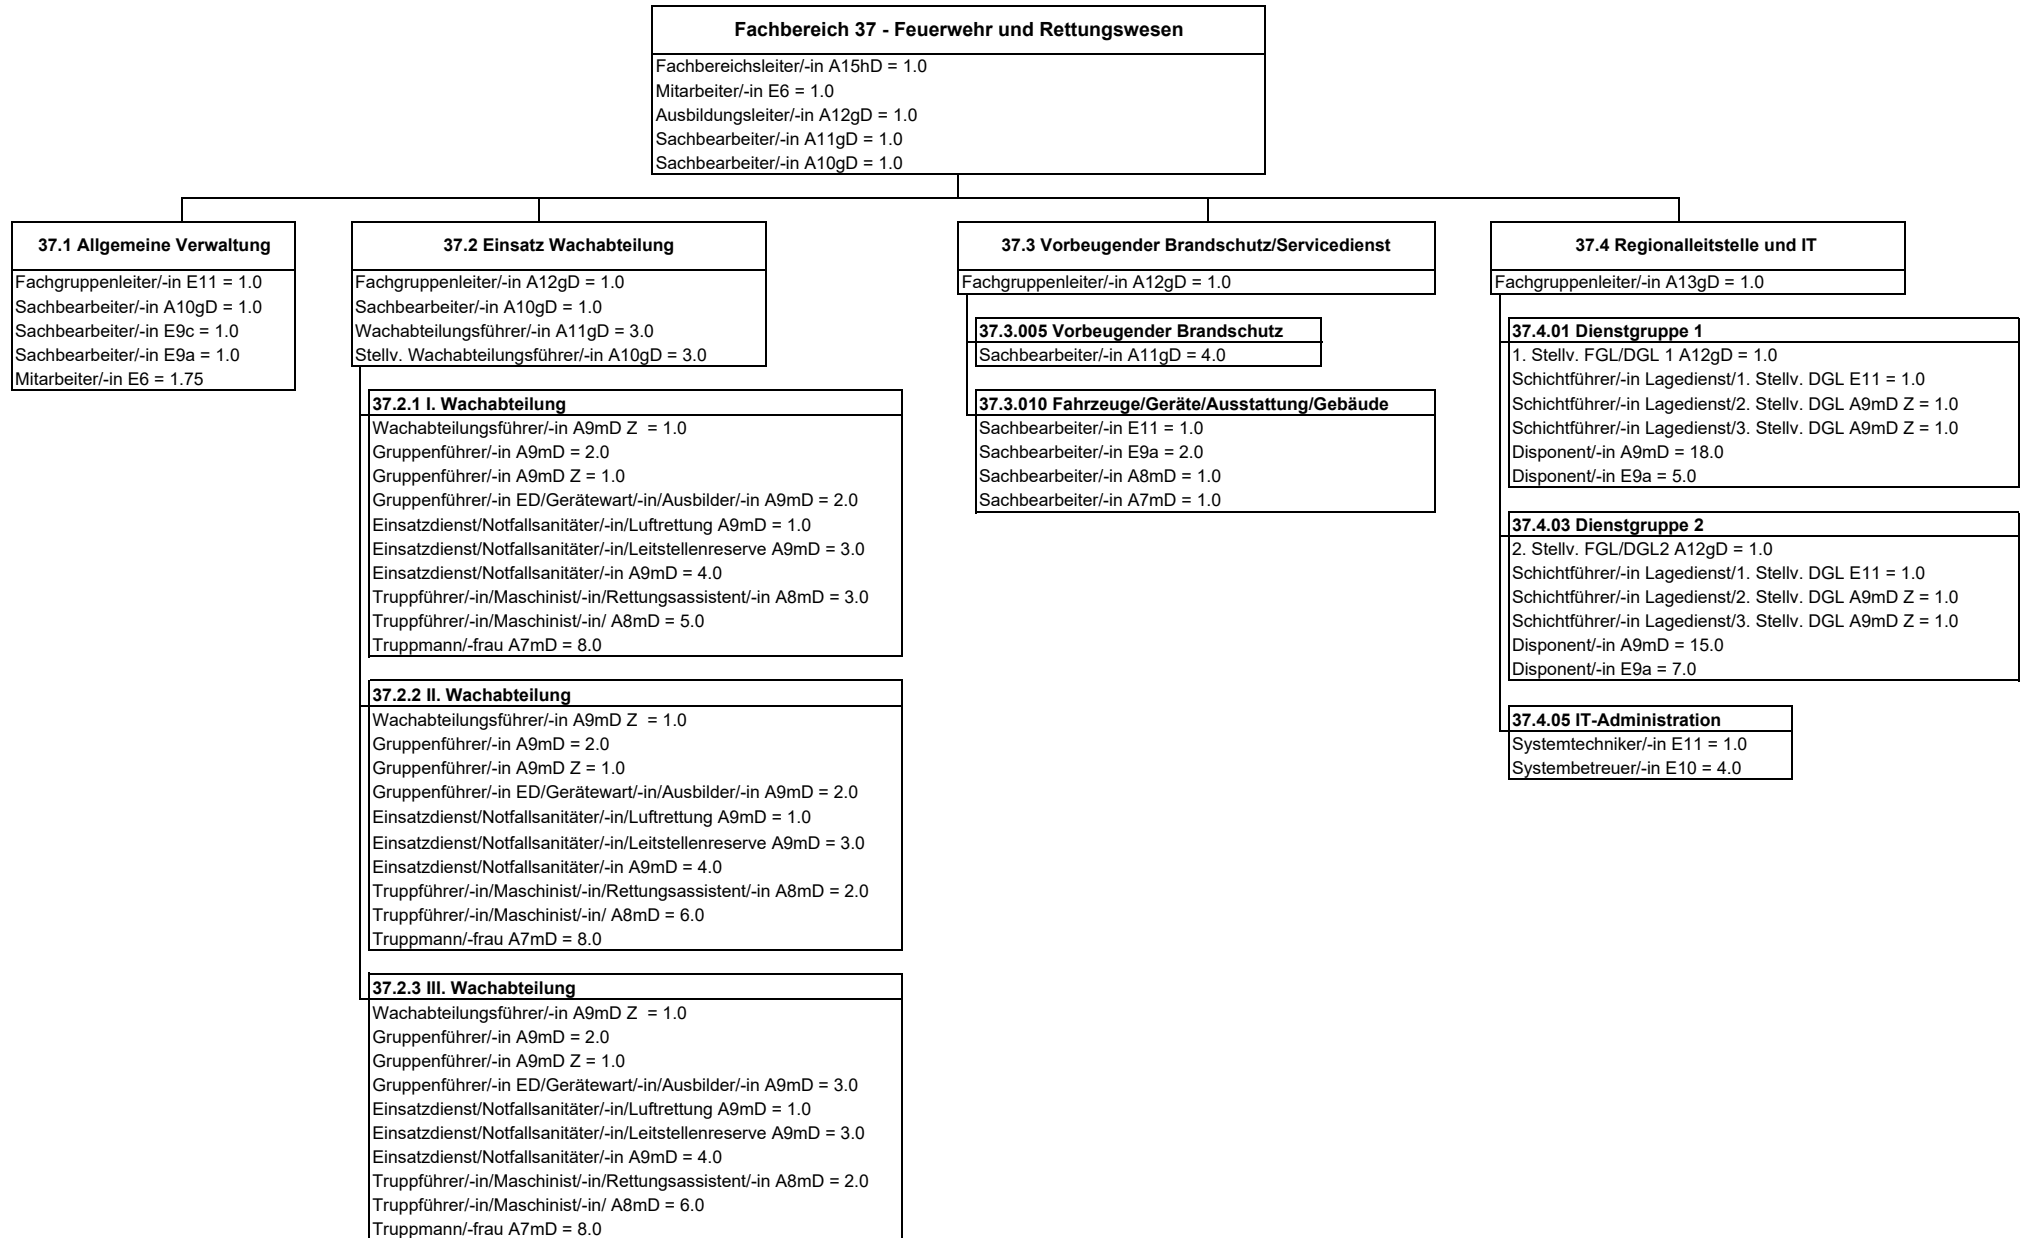 Fachbereich 37 - Feuerwehr und Rettungswesen
Fachbereichsleiter/-in A15hD = 1.0
Mitarbeiter/-in E6 = 1.0
Ausbildungsleiter/-in A12gD = 1.0
Sachbearbeiter/-in A11gD = 1.0
Sachbearbeiter/-in A10gD = 1.0
37.1 Allgemeine Verwaltung
Fachgruppenleiter/-in E11 = 1.0
Sachbearbeiter/-in A10gD = 1.0
Sachbearbeiter/-in E9c = 1.0
Sachbearbeiter/-in E9a = 1.0
Mitarbeiter/-in E6 = 1.75
37.2 Einsatz Wachabteilung
Fachgruppenleiter/-in A12gD = 1.0
Sachbearbeiter/-in A10gD = 1.0
Wachabteilungsführer/-in A11gD = 3.0
Stellv. Wachabteilungsführer/-in A10gD = 3.0
37.2.1 I. Wachabteilung
Wachabteilungsführer/-in A9mD Z  = 1.0
Gruppenführer/-in A9mD = 2.0
Gruppenführer/-in A9mD Z = 1.0
Gruppenführer/-in ED/Gerätewart/-in/Ausbilder/-in A9mD = 2.0
Einsatzdienst/Notfallsanitäter/-in/Luftrettung A9mD = 1.0
Einsatzdienst/Notfallsanitäter/-in/Leitstellenreserve A9mD = 3.0
Einsatzdienst/Notfallsanitäter/-in A9mD = 4.0
Truppführer/-in/Maschinist/-in/Rettungsassistent/-in A8mD = 3.0
Truppführer/-in/Maschinist/-in/ A8mD = 5.0
Truppmann/-frau A7mD = 8.0
37.2.2 II. Wachabteilung
Wachabteilungsführer/-in A9mD Z  = 1.0
Gruppenführer/-in A9mD = 2.0
Gruppenführer/-in A9mD Z = 1.0
Gruppenführer/-in ED/Gerätewart/-in/Ausbilder/-in A9mD = 2.0
Einsatzdienst/Notfallsanitäter/-in/Luftrettung A9mD = 1.0
Einsatzdienst/Notfallsanitäter/-in/Leitstellenreserve A9mD = 3.0
Einsatzdienst/Notfallsanitäter/-in A9mD = 4.0
Truppführer/-in/Maschinist/-in/Rettungsassistent/-in A8mD = 2.0
Truppführer/-in/Maschinist/-in/ A8mD = 6.0
Truppmann/-frau A7mD = 8.0
37.2.3 III. Wachabteilung
Wachabteilungsführer/-in A9mD Z  = 1.0
Gruppenführer/-in A9mD = 2.0
Gruppenführer/-in A9mD Z = 1.0
Gruppenführer/-in ED/Gerätewart/-in/Ausbilder/-in A9mD = 3.0
Einsatzdienst/Notfallsanitäter/-in/Luftrettung A9mD = 1.0
Einsatzdienst/Notfallsanitäter/-in/Leitstellenreserve A9mD = 3.0
Einsatzdienst/Notfallsanitäter/-in A9mD = 4.0
Truppführer/-in/Maschinist/-in/Rettungsassistent/-in A8mD = 2.0
Truppführer/-in/Maschinist/-in/ A8mD = 6.0
Truppmann/-frau A7mD = 8.0
37.3 Vorbeugender Brandschutz/Servicedienst
Fachgruppenleiter/-in A12gD = 1.0
37.3.005 Vorbeugender Brandschutz
Sachbearbeiter/-in A11gD = 4.0
37.3.010 Fahrzeuge/Geräte/Ausstattung/Gebäude
Sachbearbeiter/-in E11 = 1.0
Sachbearbeiter/-in E9a = 2.0
Sachbearbeiter/-in A8mD = 1.0
Sachbearbeiter/-in A7mD = 1.0
37.4 Regionalleitstelle und IT
Fachgruppenleiter/-in A13gD = 1.0
37.4.01 Dienstgruppe 1
1. Stellv. FGL/DGL 1 A12gD = 1.0
Schichtführer/-in Lagedienst/1. Stellv. DGL E11 = 1.0
Schichtführer/-in Lagedienst/2. Stellv. DGL A9mD Z = 1.0
Schichtführer/-in Lagedienst/3. Stellv. DGL A9mD Z = 1.0
Disponent/-in A9mD = 18.0
Disponent/-in E9a = 5.0
37.4.03 Dienstgruppe 2
2. Stellv. FGL/DGL2 A12gD = 1.0
Schichtführer/-in Lagedienst/1. Stellv. DGL E11 = 1.0
Schichtführer/-in Lagedienst/2. Stellv. DGL A9mD Z = 1.0
Schichtführer/-in Lagedienst/3. Stellv. DGL A9mD Z = 1.0
Disponent/-in A9mD = 15.0
Disponent/-in E9a = 7.0
37.4.05 IT-Administration
Systemtechniker/-in E11 = 1.0
Systembetreuer/-in E10 = 4.0